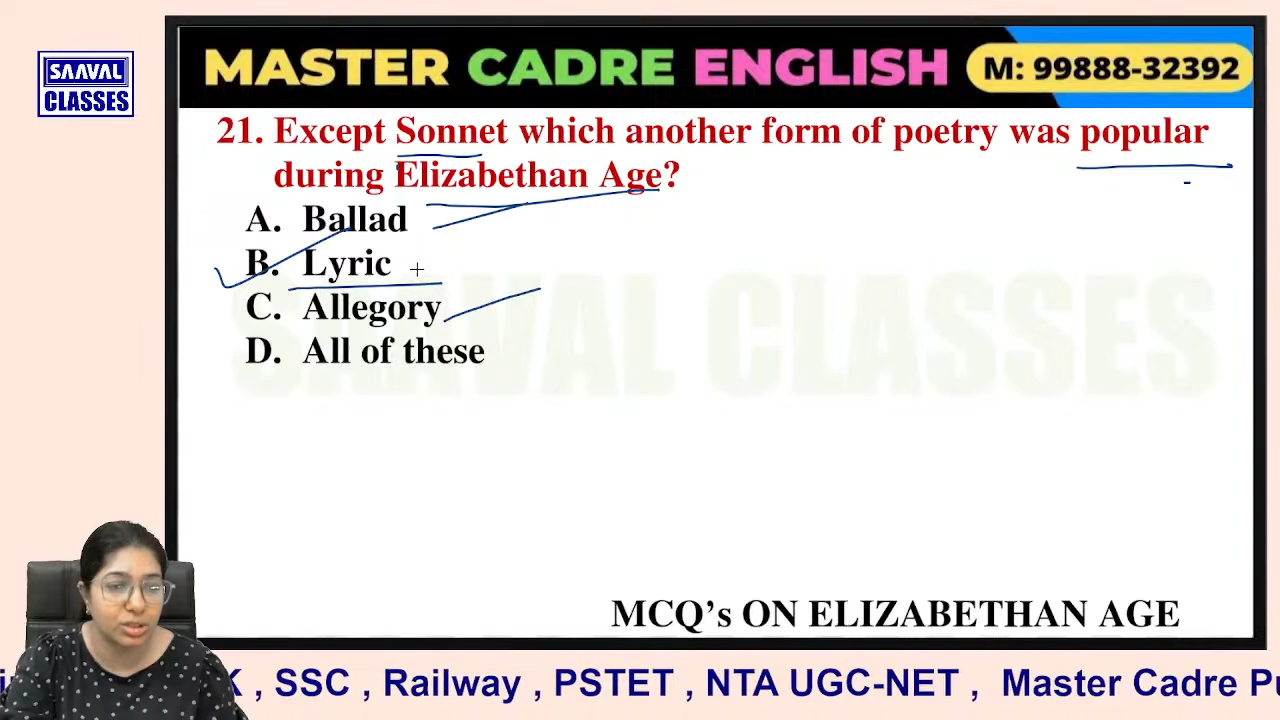 SAAVAL
CLASSES
MASTER CADRE ENGLISH
M: 99888-32392
21. Except Sonnet which another form of poetry was popular
during Elizabethan Age?
A. Ballad
B. Lyric
C. Allegory
D. All of these
SAAVAL CLASSES
MCQ's ON ELIZABETHAN AGE
K , SSC , Railway , PSTET , NTA UGC-NET , Master Cadre